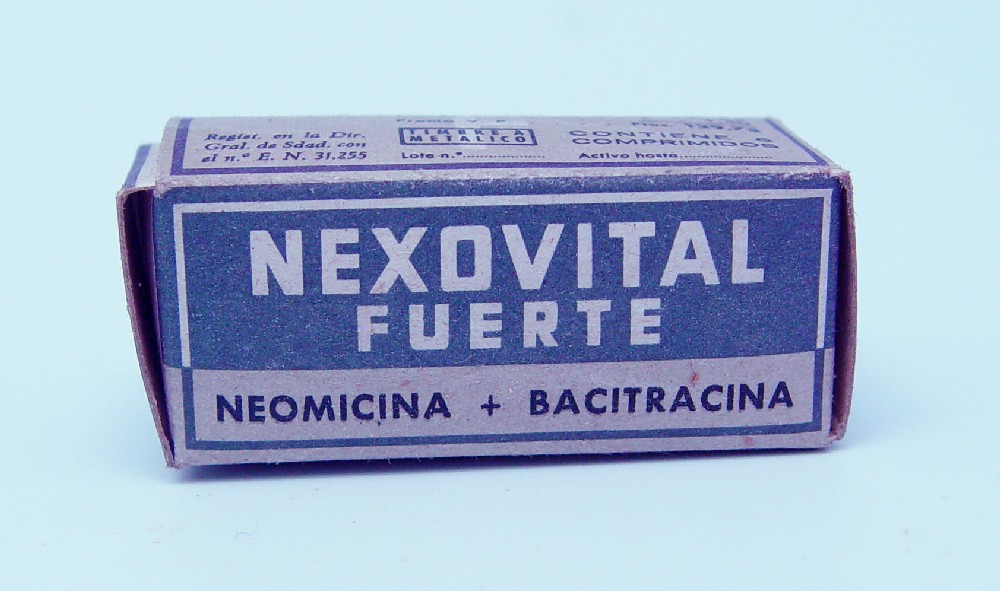 Regist. en la Dir.
Gral. de Sdad. con
el n.º E. N. 31.255
TIMBRE A
METALICO
Lote n.º
CONTIENE
COMPRIMIDOS
Activo hasta
NEXOVITAL
FUERTE
NEOMICINA + BACITRACINA